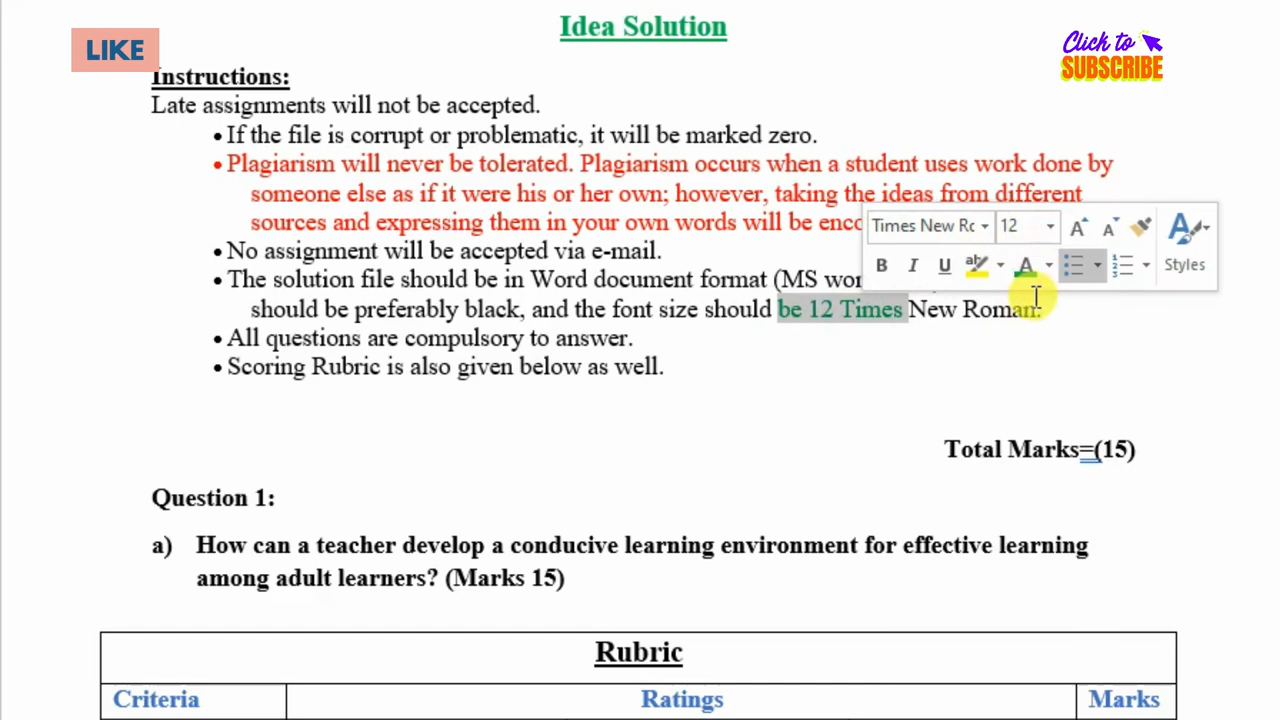 Idea Solution
LIKE
Click to
SUBSCRIBE
Instructions:
Late assignments will not be accepted.
• If the file is corrupt or problematic, it will be marked zero.
• Plagiarism will never be tolerated. Plagiarism occurs when a student uses work done by
someone else as if it were his or her own; however, taking the ideas from different
sources and expressing them in your own words will be
Times New Ro 12
• No assignment will be accepted via e-mail.
B I U ab A Styles
• The solution file should be in Word document format (MS
should be preferably black, and the font size should be 12 Times New Roman.
• All questions are compulsory to answer.
• Scoring Rubric is also given below as well.
Total Marks=(15)
Question 1:
a) How can a teacher develop a conducive learning environment for effective learning
among adult learners? (Marks 15)
Rubric
Criteria Ratings Marks